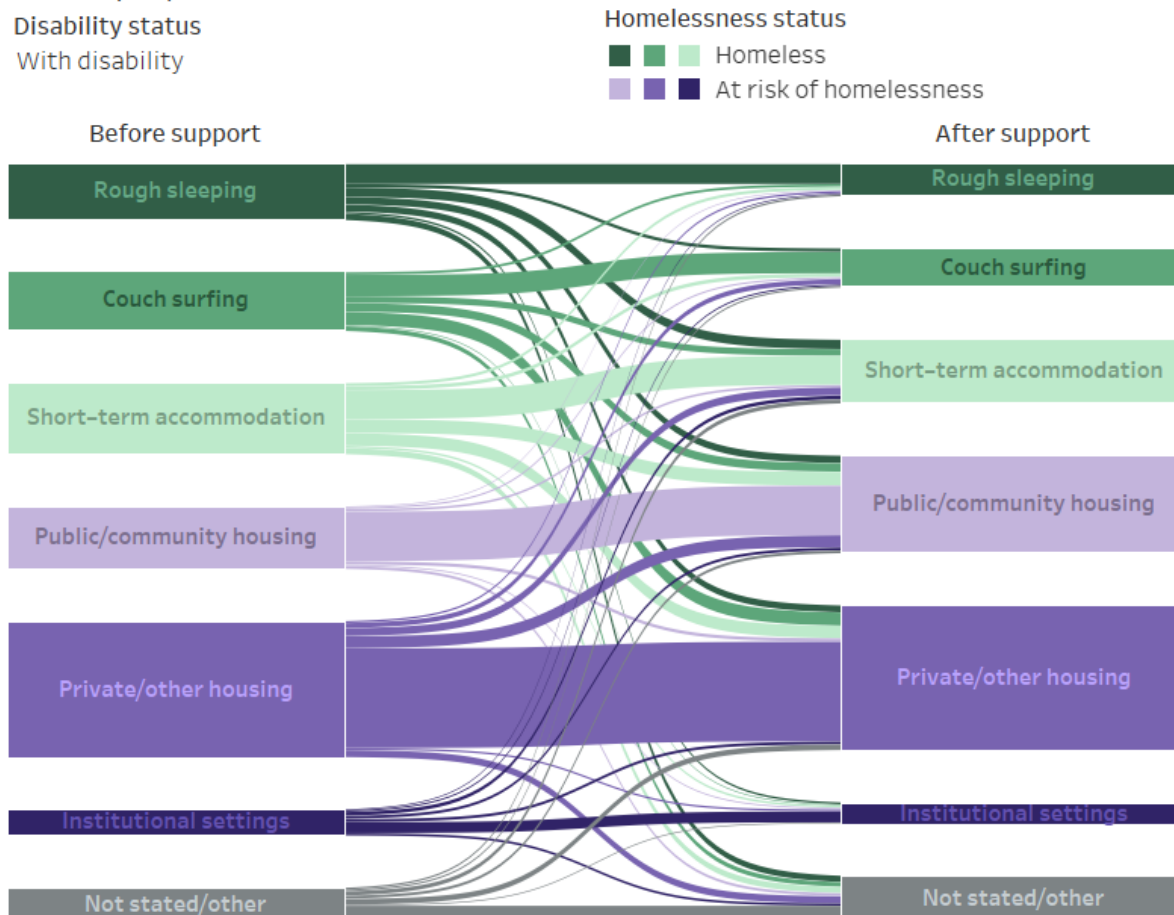 Disability status
With disability
Homelessness status
Homeless
At risk of homelessness
Before support
After support
Rough sleeping
Rough sleeping
Couch surfing
Couch surfing
Short-term accommodation
Short-term accommodation
Public/community housing
Public/community housing
Private/other housing
Private/other housing
Institutional settings
Institutional settings
Not stated/other
Not stated/other